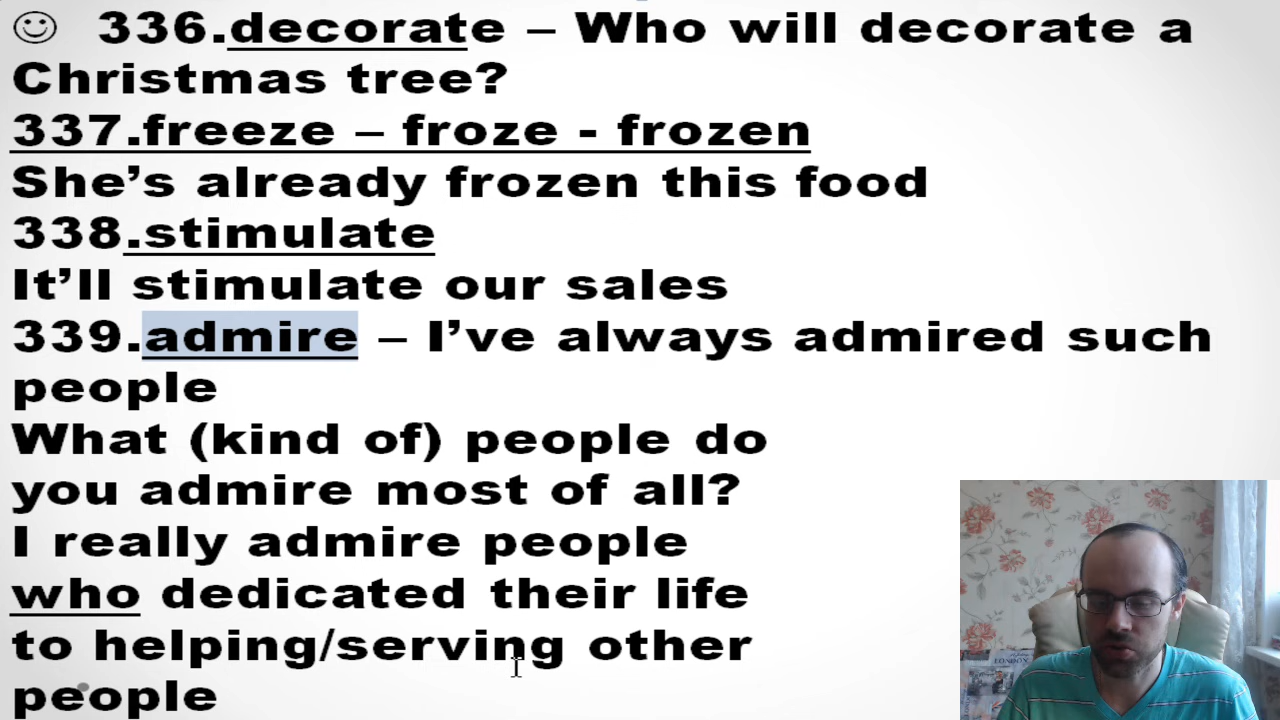 ☺ 336.decorate – Who will decorate a
Christmas tree?
337.freeze – froze - frozen
She’s already frozen this food
338.stimulate
It’ll stimulate our sales
339.admire – I’ve always admired such
people
What (kind of) people do
you admire most of all?
I really admire people
who dedicated their life
to helping/serving other
people
LONDON